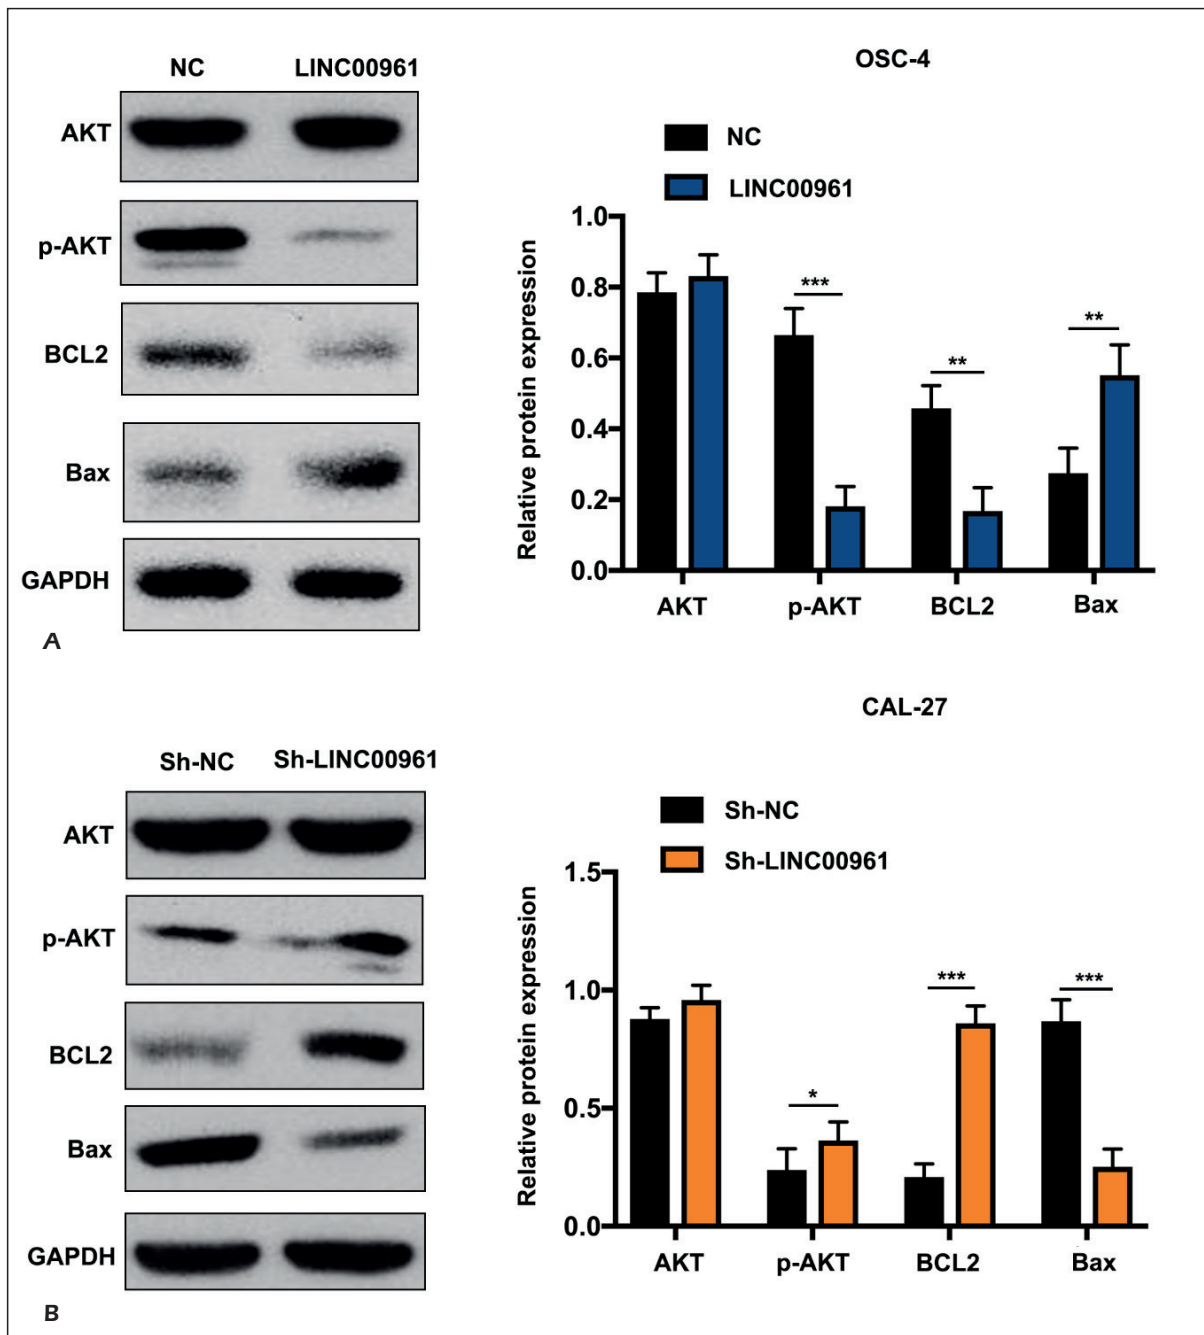 NC LINC00961
AKT
p-AKT
BCL2
Bax
GAPDH
A
OSC-4
NC
LINC00961
Relative protein expression
1.0
0.8
0.6
0.4
0.2
0.0
***
**
**
AKT p-AKT BCL2 Bax
Sh-NC Sh-LINC00961
AKT
p-AKT
BCL2
Bax
GAPDH
B
CAL-27
Sh-NC
Sh-LINC00961
Relative protein expression
1.5
1.0
0.5
0.0
*
***
***
AKT p-AKT BCL2 Bax